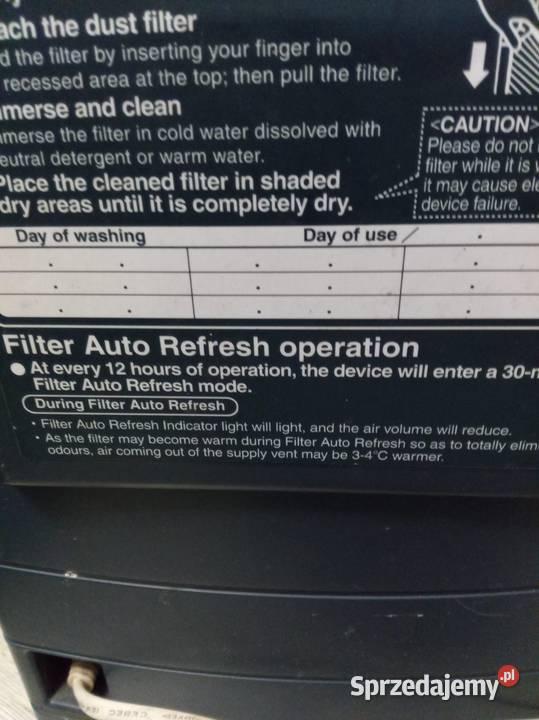 ach the dust filter
d the filter by inserting your finger into
recessed area at the top; then pull the filter.
merse and clean
merse the filter in cold water dissolved with
eutral detergent or warm water.
Place the cleaned filter in shaded
dry areas until it is completely dry.
<CAUTION>
Please do not
filter while it is
it may cause ele
device failure.
Day of washing Day of use /
Filter Auto Refresh operation
● At every 12 hours of operation, the device will enter a 30-m
Filter Auto Refresh mode.
During Filter Auto Refresh
• Filter Auto Refresh Indicator light will light, and the air volume will reduce.
• As the filter may become warm during Filter Auto Refresh so as to totally elim
odours, air coming out of the supply vent may be 3-4°C warmer.
Sprzedajemy.pl